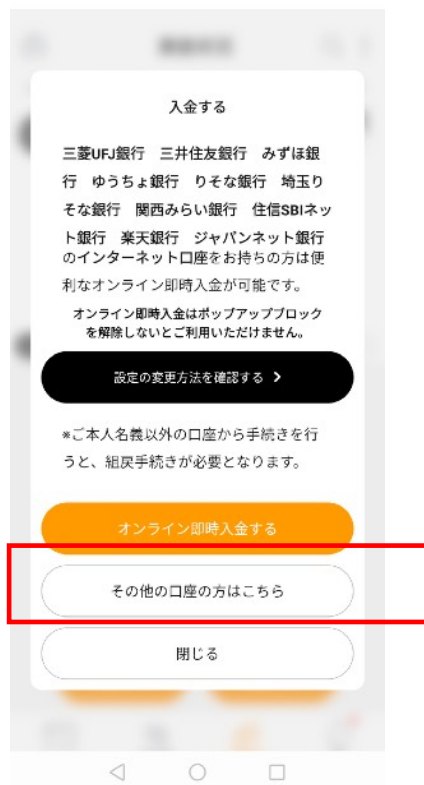 入金する
三菱UFJ銀行　三井住友銀行　みずほ銀
行　ゆうちょ銀行　りそな銀行　埼玉り
そな銀行　関西みらい銀行　住信SBIネッ
ト銀行　楽天銀行　ジャパンネット銀行
のインターネット口座をお持ちの方は便
利なオンライン即時入金が可能です。
オンライン即時入金はポップアップブロック
を解除しないとご利用いただけません。
設定の変更方法を確認する
※ご本人名義以外の口座から手続きを行
うと、組戻手続きが必要となります。
オンライン即時入金する
その他の口座の方はこちら
閉じる